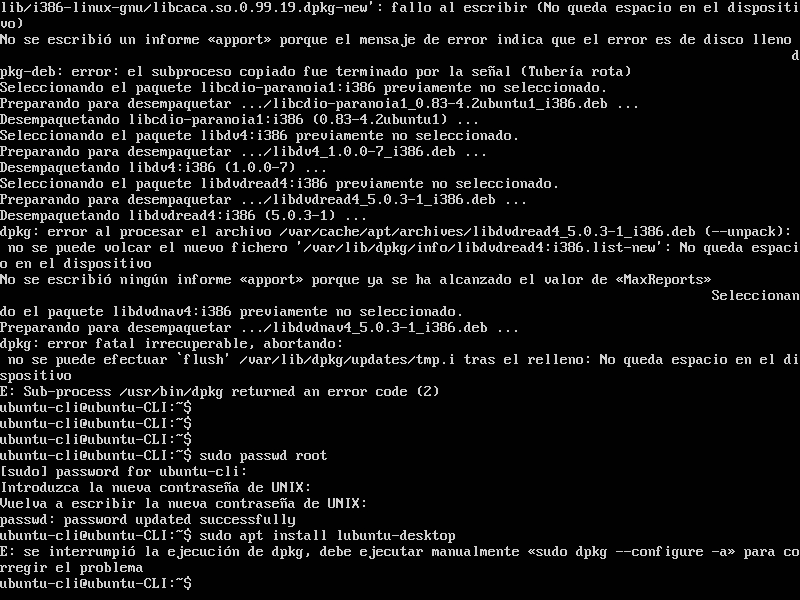 lib/i386-linux-gnu/libcaca.so.0.99.19.dpkg-new': fallo al escribir (No queda espacio en el dispositi
vo)
No se escribió un informe «apport» porque el mensaje de error indica que el error es de disco lleno
d
pkg-deb: error: el subproceso copiado fue terminado por la señal (Tubería rota)
Seleccionando el paquete libcdio-paranoia1:i386 previamente no seleccionado.
Preparando para desempaquetar .../libcdio-paranoia1_0.83-4.2ubuntu1_i386.deb ...
Desempaquetando libcdio-paranoia1:i386 (0.83-4.2ubuntu1) ...
Seleccionando el paquete libdv4:i386 previamente no seleccionado.
Preparando para desempaquetar .../libdv4_1.0.0-7_i386.deb ...
Desempaquetando libdv4:i386 (1.0.0-7) ...
Seleccionando el paquete libdvdread4:i386 previamente no seleccionado.
Preparando para desempaquetar .../libdvdread4_5.0.3-1_i386.deb ...
Desempaquetando libdvdread4:i386 (5.0.3-1) ...
dpkg: error al procesar el archivo /var/cache/apt/archives/libdvdread4_5.0.3-1_i386.deb (--unpack):
 no se puede volcar el nuevo fichero '/var/lib/dpkg/info/libdvdread4:i386.list-new': No queda espaci
o en el dispositivo
No se escribió ningún informe «apport» porque ya se ha alcanzado el valor de «MaxReports»
Seleccionan
do el paquete libdvdnav4:i386 previamente no seleccionado.
Preparando para desempaquetar .../libdvdnav4_5.0.3-1_i386.deb ...
dpkg: error fatal irrecuperable, abortando:
 no se puede efectuar `flush' /var/lib/dpkg/updates/tmp.i tras el relleno: No queda espacio en el di
spositivo
E: Sub-process /usr/bin/dpkg returned an error code (2)
ubuntu-cli@ubuntu-CLI:~$
ubuntu-cli@ubuntu-CLI:~$
ubuntu-cli@ubuntu-CLI:~$
ubuntu-cli@ubuntu-CLI:~$ sudo passwd root
[sudo] password for ubuntu-cli:
Introduzca la nueva contraseña de UNIX:
Vuelva a escribir la nueva contraseña de UNIX:
passwd: password updated successfully
ubuntu-cli@ubuntu-CLI:~$ sudo apt install lubuntu-desktop
E: se interrumpió la ejecución de dpkg, debe ejecutar manualmente «sudo dpkg --configure -a» para co
rregir el problema
ubuntu-cli@ubuntu-CLI:~$